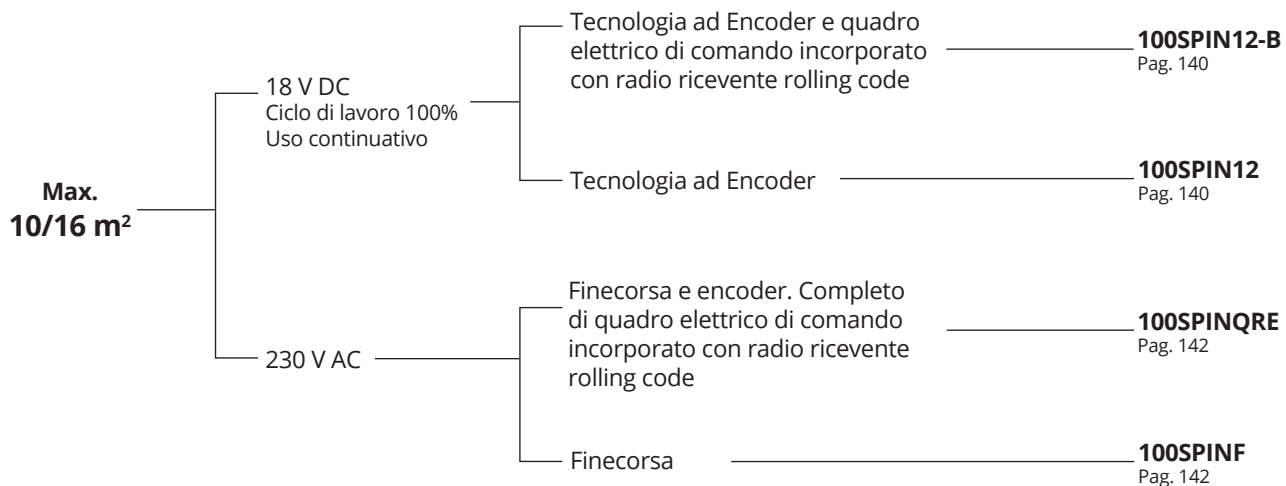 Max.
10/16 m²
18 V DC
Ciclo di lavoro 100%
Uso continuativo
Tecnologia ad Encoder e quadro
elettrico di comando incorporato
con radio ricevente rolling code
100SPIN12-B
Pag. 140
Tecnologia ad Encoder
100SPIN12
Pag. 140
230 V AC
Finecorsa e encoder. Completo
di quadro elettrico di comando
incorporato con radio ricevente
rolling code
100SPINQRE
Pag. 142
Finecorsa
100SPINF
Pag. 142